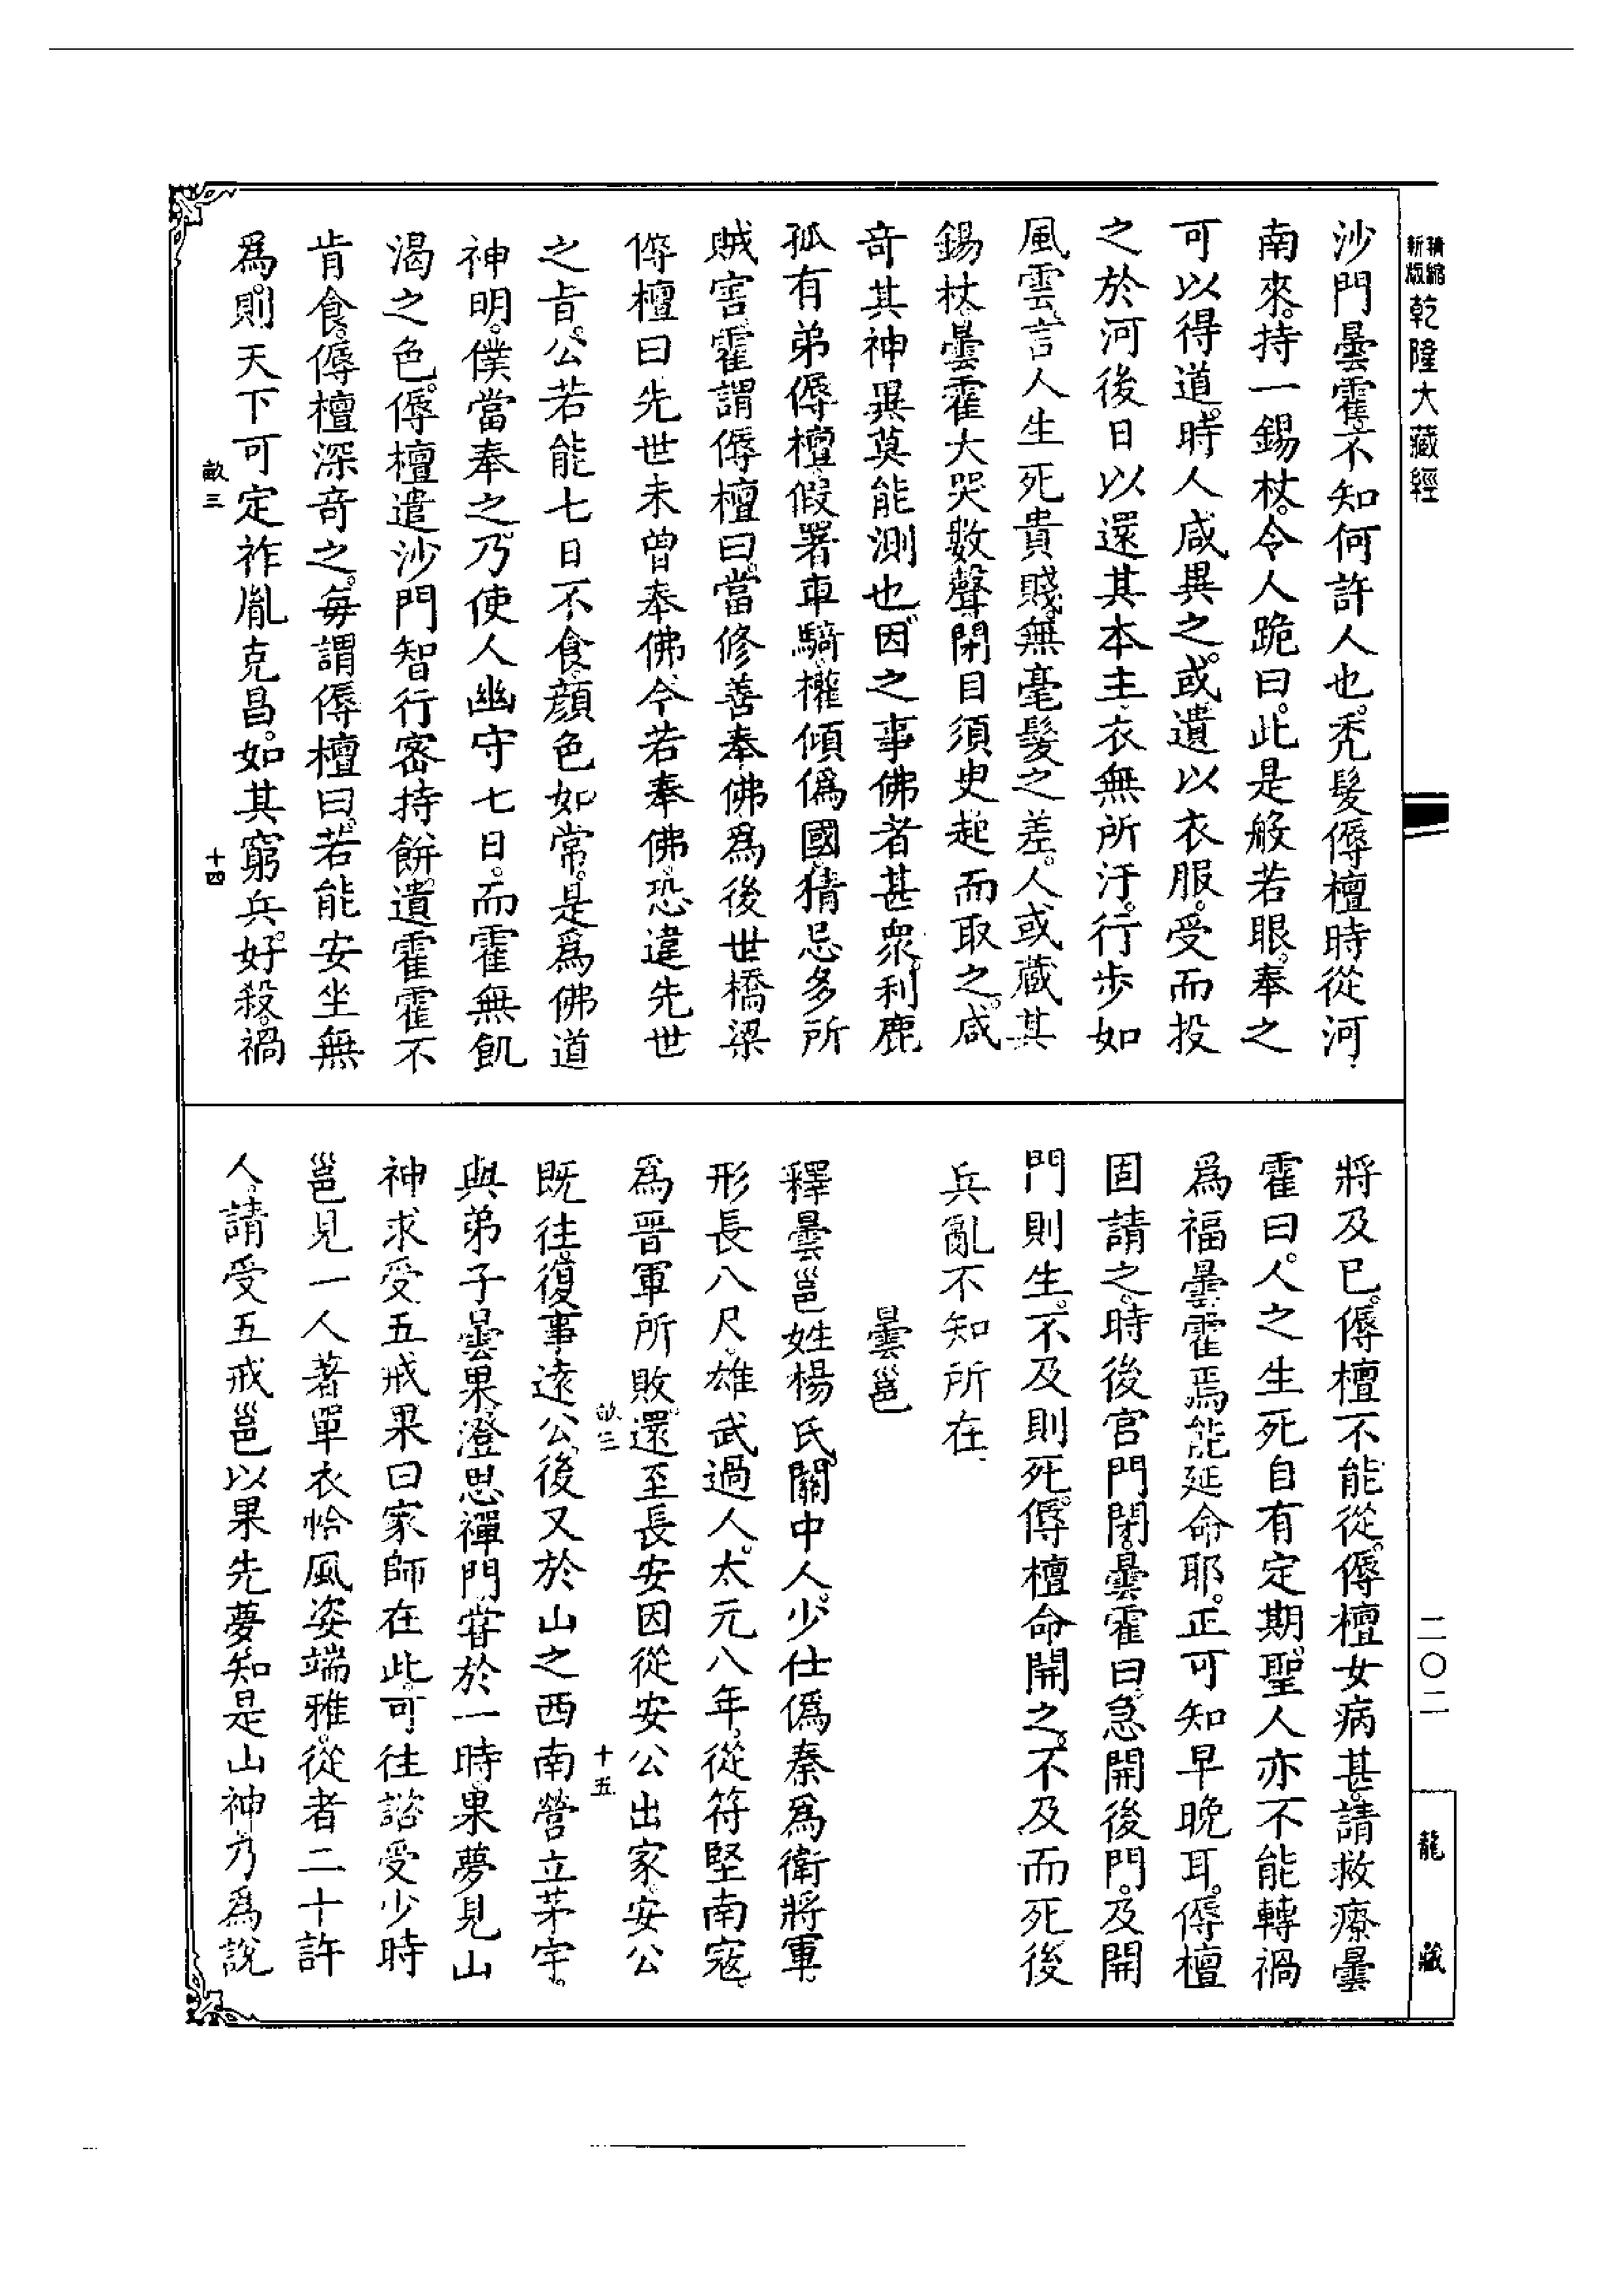 精縮新版乾隆大藏經
沙門曇霍。不知何許人也。禿髮傉檀時從河
南來。持一錫杖。令人跪曰。此是般若眼。奉之
可以得道。時人咸異之。或遺以衣服。受而投
之於河後日以還其本主。衣無所汙。行步如
風雲。言人生死貴賤。無毫髮之差。人或藏其
錫杖。曇霍大哭數聲閉目須臾起而取之。咸
奇其神異莫能測也。因之事佛者甚衆。利鹿
孤有弟傉檀。假署車騎。權傾僞國。猜忌多所
賊害。霍謂傉檀曰。當修善奉佛爲後世橋梁
傉檀曰先世未曾奉佛。今若奉佛。恐違先世
之旨。公若能七日不食。顏色如常。是爲佛道
神明。僕當奉之。乃使人幽守七日。而霍無飢
渴之色。傉檀遣沙門智行密持餅。遺霍霍不
肯食。傉檀深奇之。每謂傉檀曰。若能安坐無
爲。則天下可定祚胤克昌。如其窮兵。好殺。禍
畝三
十四
將及已。傉檀不能從。傉檀女病甚。請救療曇
霍曰。人之生死自有定期。聖人亦不能轉禍
爲福曇霍焉能延命耶。正可知早晚耳。傉檀
固請之。時後宫門閉。曇霍曰。急開後門。及開
門則生。不及則死。傉檀命開之。不及而死後
兵亂不知所在。
曇邕
釋曇邕姓楊氏。關中人。少仕僞秦爲衛將軍。
形長八尺。雄武過人。太元八年。從符堅南寇。
爲晋軍所敗。還至長安因從安公出家。安公
畝三
十五
既往。復事遠公。後又於山之西南營立茅宇。
與弟子曇果澄思禪門。甞於一時。果夢見山
神求受五戒果曰家師在此。可往諮受少時
邕見一人著單衣帢風姿端雅。從者二十許
人。請受五戒邕以果先夢知是山神。乃爲說
二〇二
龍藏